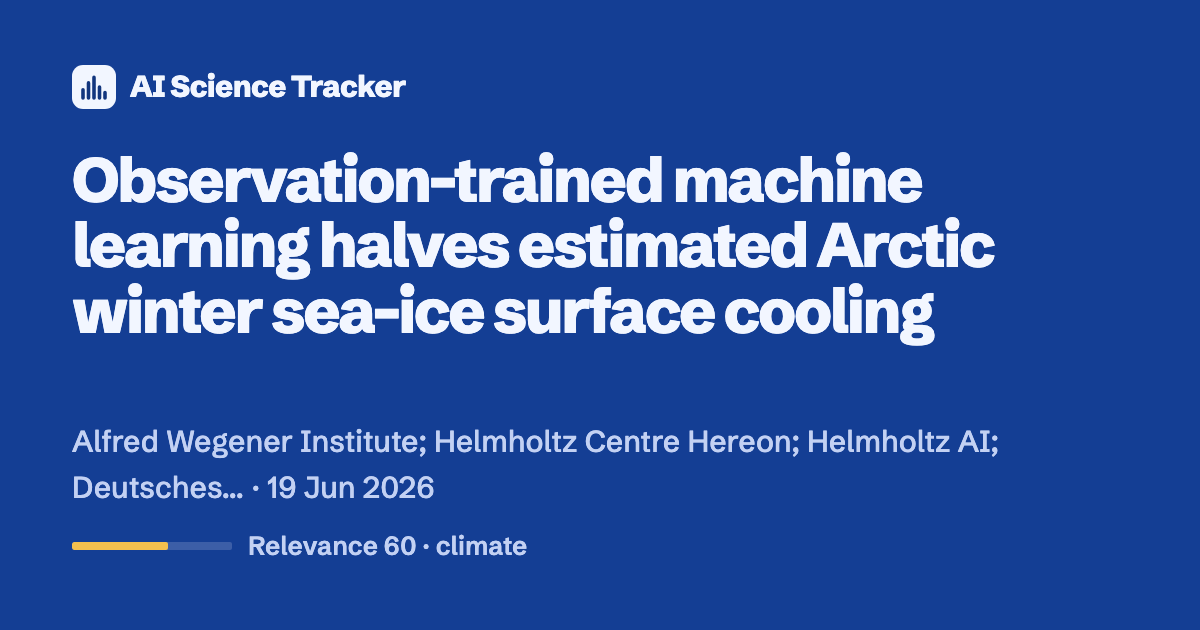 AI Science Tracker
Observation-trained machine
learning halves estimated Arctic
winter sea-ice surface cooling
Alfred Wegener Institute; Helmholtz Centre Hereon; Helmholtz AI;
Deutsches... · 19 Jun 2026
Relevance 60 · climate